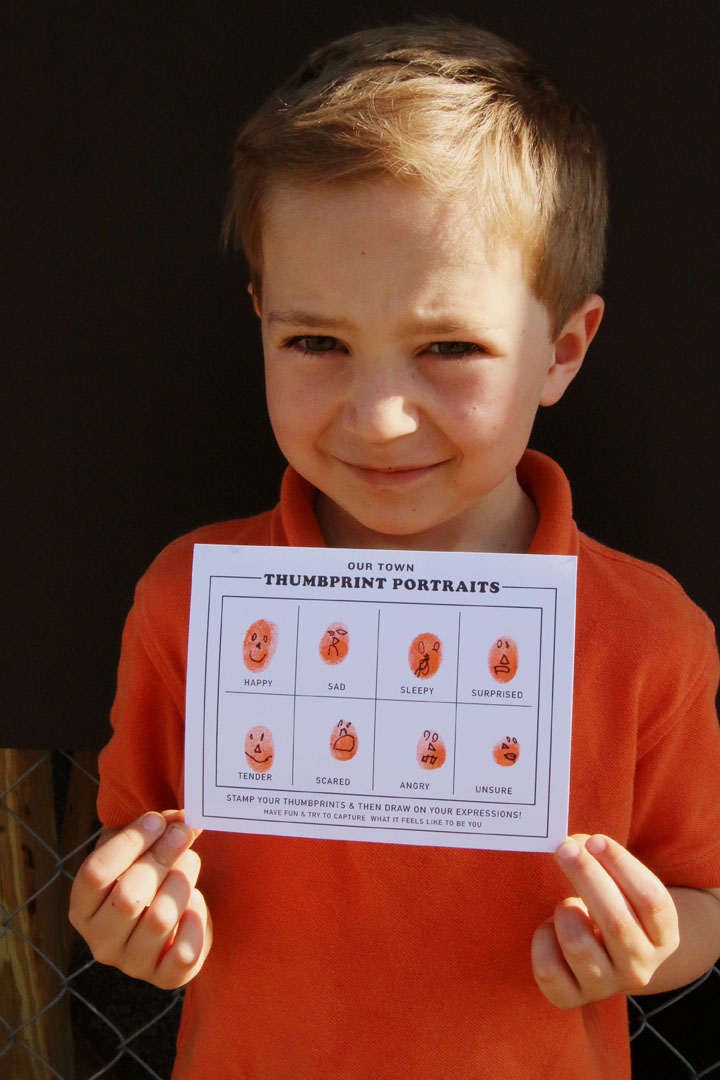 OUR TOWN
THUMBPRINT PORTRAITS
HAPPY SAD SLEEPY SURPRISED
TENDER SCARED ANGRY UNSURE
STAMP YOUR THUMBPRINTS & THEN DRAW ON YOUR EXPRESSIONS!
HAVE FUN & TRY TO CAPTURE WHAT IT FEELS LIKE TO BE YOU